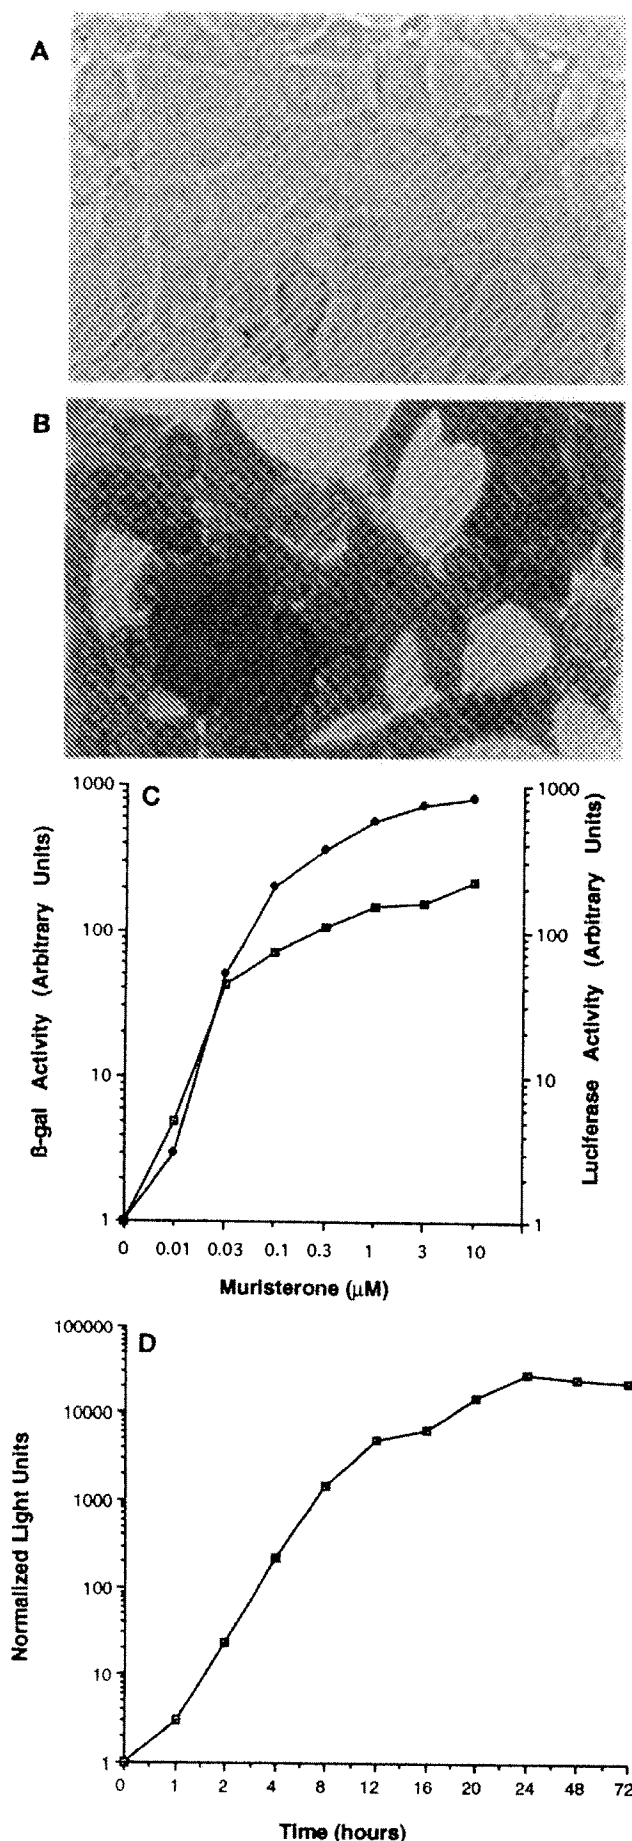 A
B
C
1000
100
10
1
ß-gal Activity (Arbitrary Units)
1000
100
10
1
Luciferase Activity (Arbitrary Units)
0 0.01 0.03 0.1 0.3 1 3 10
Muristerone (µM)
D
100000
10000
1000
100
10
1
Normalized Light Units
0 1 2 4 8 12 16 20 24 48 72
Time (hours)